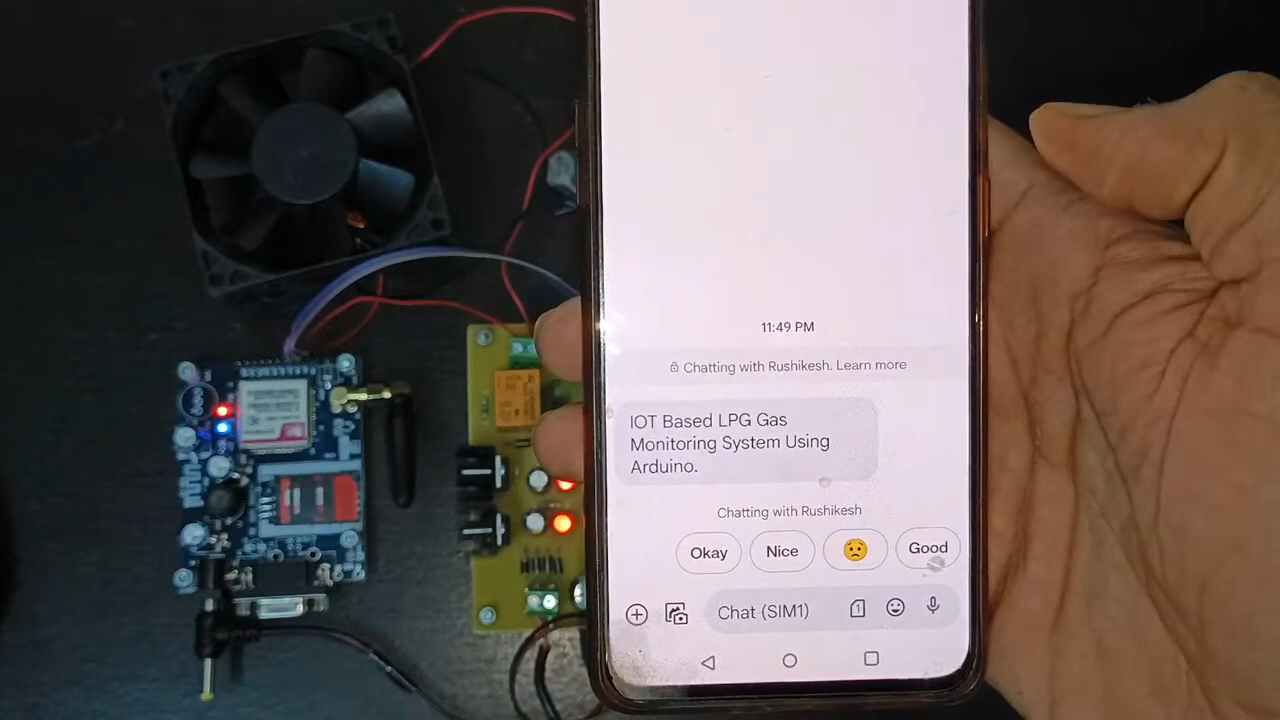 11:49 PM
Chatting with Rushikesh. Learn more
IOT Based LPG Gas
Monitoring System Using
Arduino.
Chatting with Rushikesh
Okay
Nice
Good
Chat (SIM1)
1